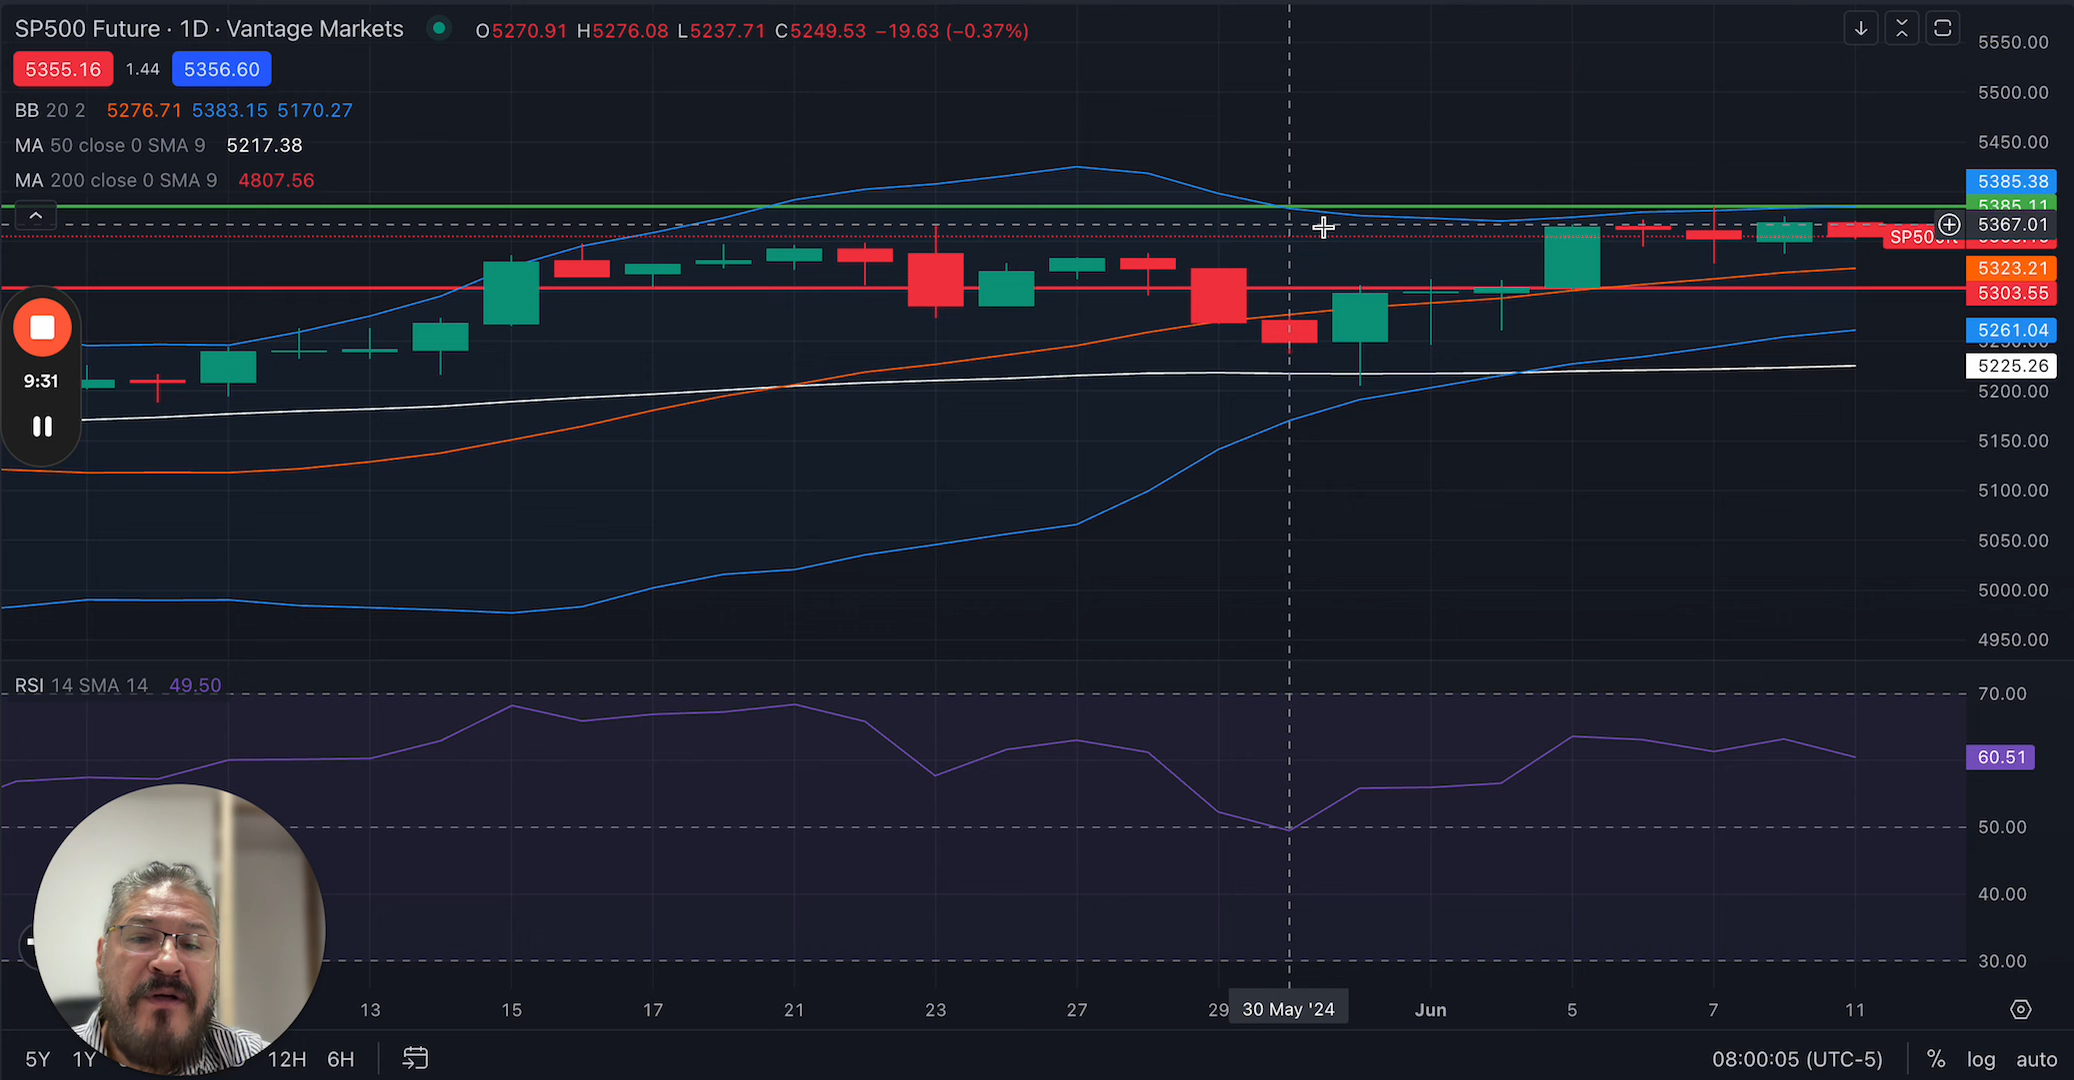 SP500 Future · 1D · Vantage Markets O5270.91 H5276.08 L5237.71 C5249.53 −19.63 (−0.37%)
5355.16 1.44 5356.60
BB 20 2 5276.71 5383.15 5170.27
MA 50 close 0 SMA 9 5217.38
MA 200 close 0 SMA 9 4807.56
5550.00
5500.00
5450.00
5385.38
5385.11
5367.01
5323.21
5303.55
5261.04
5225.26
5200.00
5150.00
5100.00
5050.00
5000.00
4950.00
9:31
RSI 14 SMA 14 49.50
70.00
60.51
50.00
40.00
30.00
13 15 17 21 23 27 29 30 May '24 Jun 5 7 11
5Y 1Y 12H 6H 08:00:05 (UTC-5) % log auto